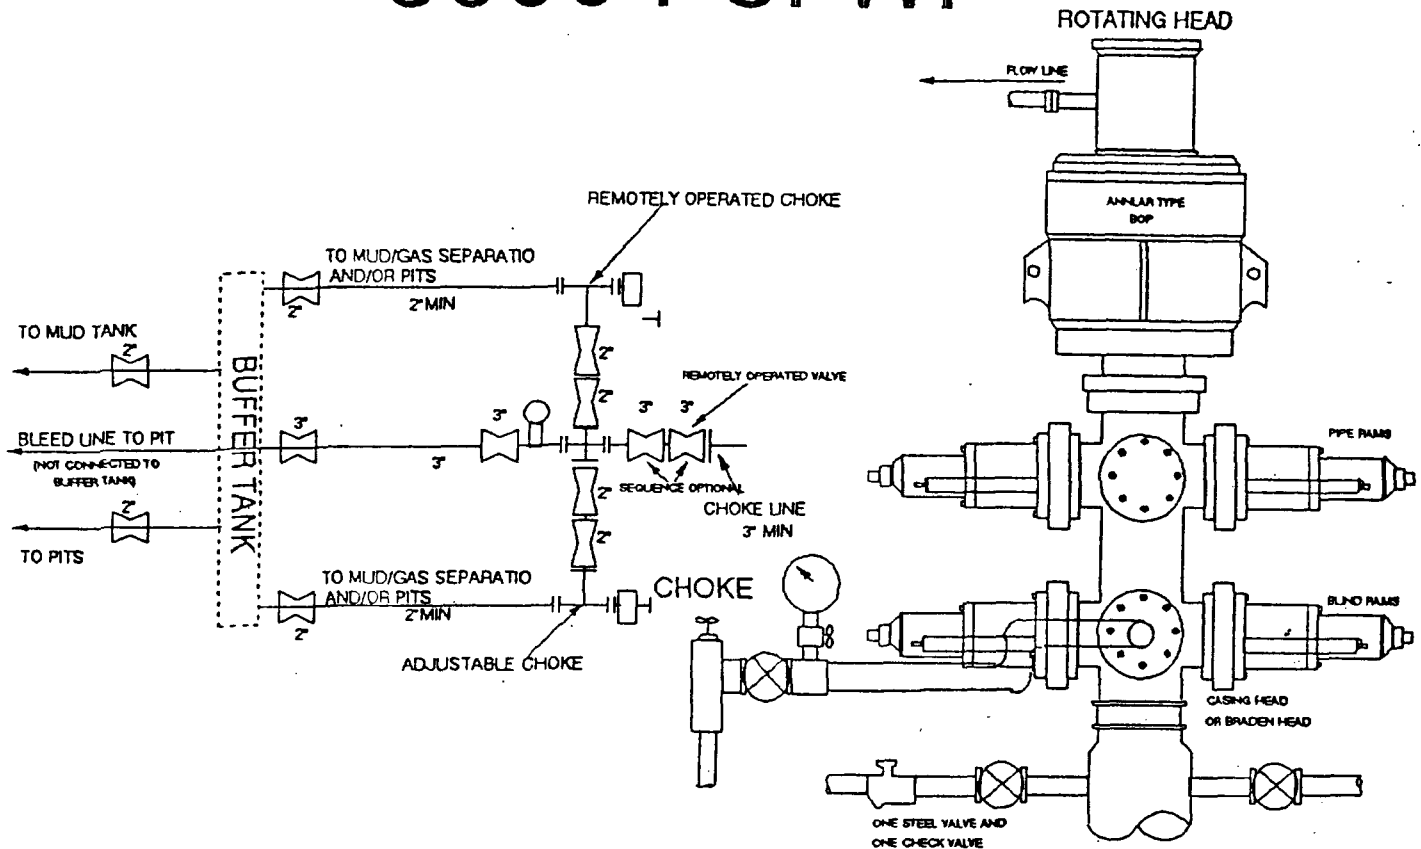 ROTATING HEAD
FLOW LINE
ANNLAR TYPE
BOP
REMOTELY OPERATED CHOKE
TO MUD/GAS SEPARATIO
AND/OR PITS
2" MIN
2"
TO MUD TANK
2"
2"
2"
REMOTELY OPERATED VALVE
3"
3"
3"
3"
BLEED LINE TO PIT
(NOT CONNECTED TO
BUFFER TANK)
3"
BUFFER TANK
SEQUENCE OPTIONAL
CHOKE LINE
3" MIN
2"
2"
2"
TO PITS
TO MUD/GAS SEPARATIO
AND/OR PITS
2" MIN
2"
CHOKE
ADJUSTABLE CHOKE
PIPE RAMS
BLIND RAMS
CASING HEAD
OR BRADEN HEAD
ONE STEEL VALVE AND
ONE CHECK VALVE